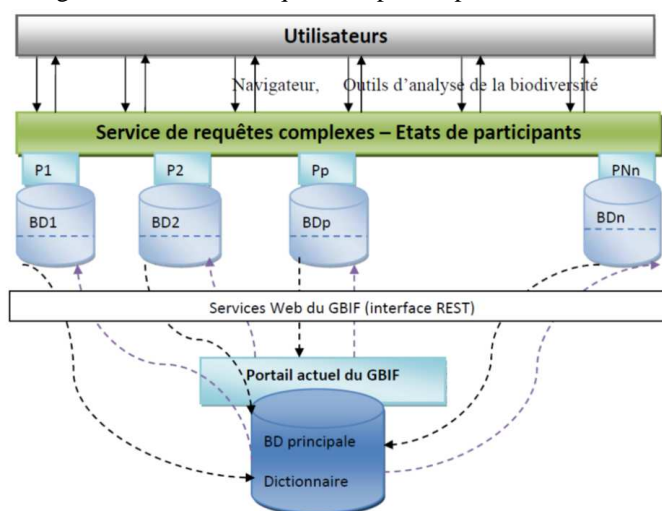 Utilisateurs
Navigateur, Outils d'analyse de la biodiversité
Service de requêtes complexes – Etats de participants
P1 P2 Pp PNn
BD1 BD2 BDp BDn
Services Web du GBIF (interface REST)
Portail actuel du GBIF
BD principale
Dictionnaire